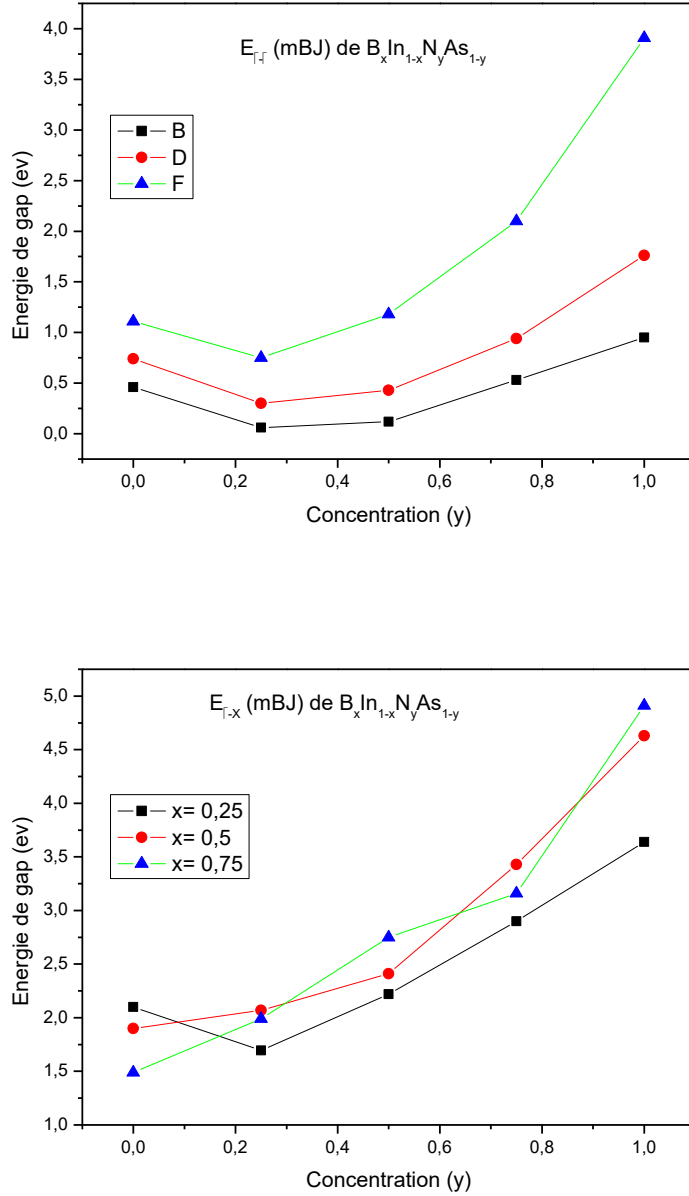 E_Γ-Γ (mBJ) de B_xIn_1-xN_yAs_1-y
B
D
F
Energie de gap (ev)
4,0
3,5
3,0
2,5
2,0
1,5
1,0
0,5
0,0
0,0 0,2 0,4 0,6 0,8 1,0
Concentration (y)
E_Γ-X (mBJ) de B_xIn_1-xN_yAs_1-y
x= 0,25
x= 0,5
x= 0,75
Energie de gap (ev)
5,0
4,5
4,0
3,5
3,0
2,5
2,0
1,5
1,0
0,0 0,2 0,4 0,6 0,8 1,0
Concentration (y)